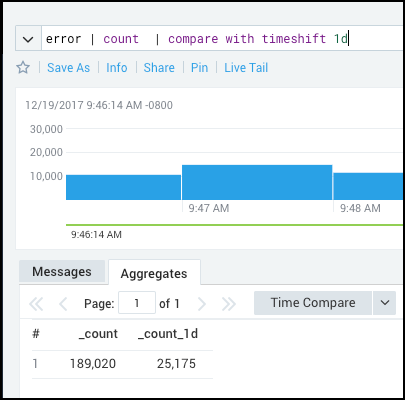 error | count  | compare with timeshift 1d
Save As Info Share Pin Live Tail
12/19/2017 9:46:14 AM -0800
30,000
20,000
10,000
9:47 AM 9:48 AM
9:46:14 AM
Messages Aggregates
Page: 1 of 1 Time Compare
# _count _count_1d
1 189,020 25,175